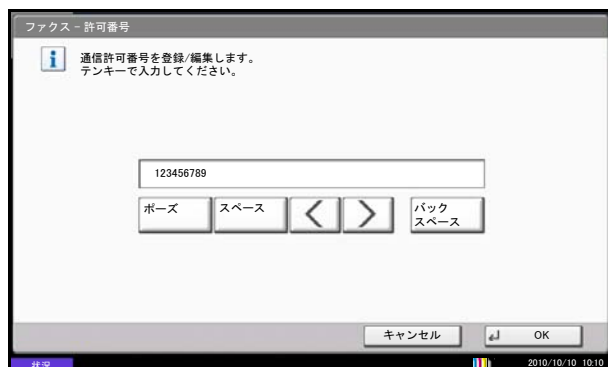 ファクス - 許可番号
通信許可番号を登録/編集します。
テンキーで入力してください。
123456789
ポーズ
スペース
バック
スペース
キャンセル
OK
状況
2010/10/10 10:10